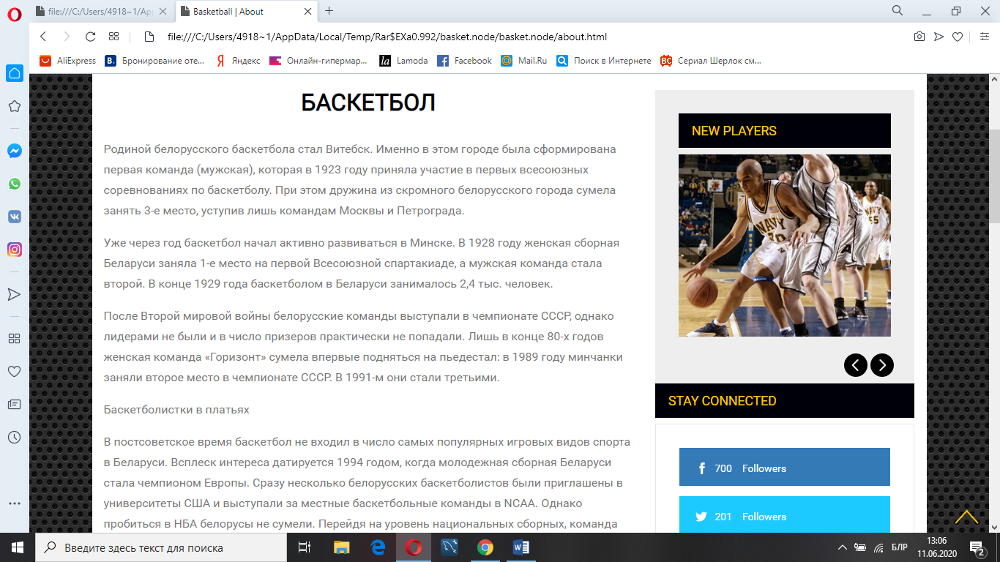 file:///C:/Users/4918~1/App
Basketball | About
file:///C:/Users/4918~1/AppData/Local/Temp/Rar$EXa0.992/basket.node/basket.node/about.html
AliExpress
Бронирование оте...
Яндекс
Онлайн-гипермар...
Lamoda
Facebook
Mail.Ru
Поиск в Интернете
Сериал Шерлок см...
БАСКЕТБОЛ
Родиной белорусского баскетбола стал Витебск. Именно в этом городе была сформирована
первая команда (мужская), которая в 1923 году приняла участие в первых всесоюзных
соревнованиях по баскетболу. При этом дружина из скромного белорусского города сумела
занять 3-е место, уступив лишь командам Москвы и Петрограда.
Уже через год баскетбол начал активно развиваться в Минске. В 1928 году женская сборная
Беларуси заняла 1-е место на первой Всесоюзной спартакиаде, а мужская команда стала
второй. В конце 1929 года баскетболом в Беларуси занималось 2,4 тыс. человек.
После Второй мировой войны белорусские команды выступали в чемпионате СССР, однако
лидерами не были и в число призеров практически не попадали. Лишь в конце 80-х годов
женская команда «Горизонт» сумела впервые подняться на пьедестал: в 1989 году минчанки
заняли второе место в чемпионате СССР. В 1991-м они стали третьими.
Баскетболистки в платьях
В постсоветское время баскетбол не входил в число самых популярных игровых видов спорта
в Беларуси. Всплеск интереса датируется 1994 годом, когда молодежная сборная Беларуси
стала чемпионом Европы. Сразу несколько белорусских баскетболистов были приглашены в
университеты США и выступали за местные баскетбольные команды в NCAA. Однако
пробиться в НБА белорусы не сумели. Перейдя на уровень национальных сборных, команда
NEW PLAYERS
NAVY
NAVY
55
STAY CONNECTED
700 Followers
201 Followers
Введите здесь текст для поиска
БЛР
13:06
11.06.2020
2